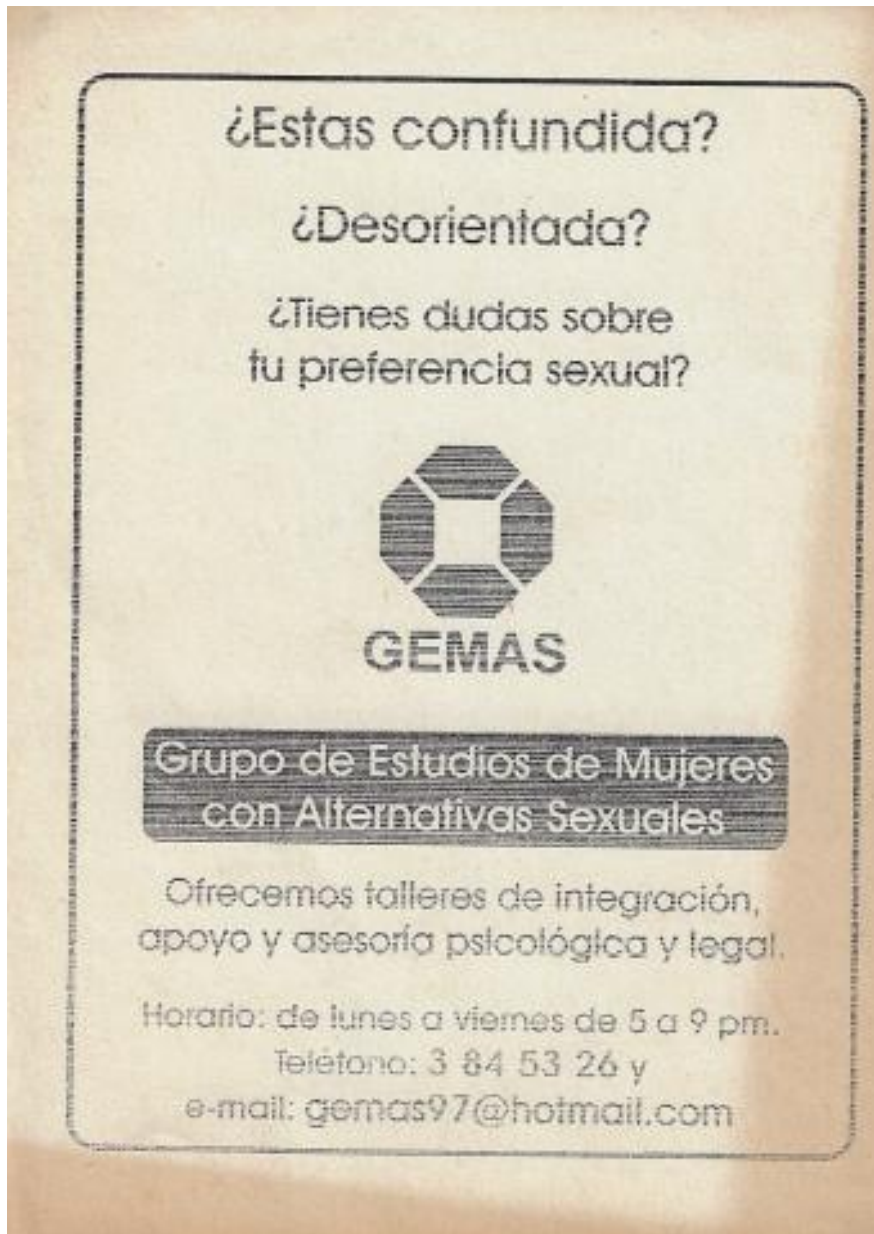 ¿Estas confundida?
¿Desorientada?
¿Tienes dudas sobre
tu preferencia sexual?
GEMAS
Grupo de Estudios de Mujeres
con Alternativas Sexuales
Ofrecemos talleres de integración,
apoyo y asesoría psicológica y legal.
Horario: de lunes a viernes de 5 a 9 pm.
Teléfono: 3 84 53 26 y
e-mail: gemas97@hotmail.com